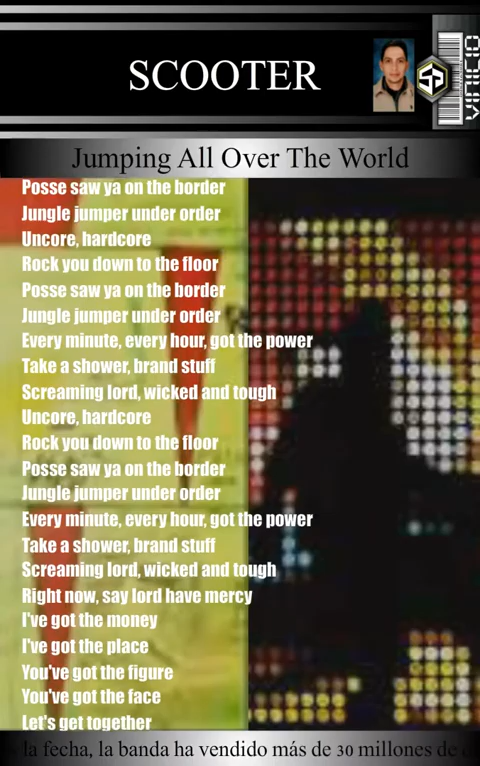 SCOOTER
VINICIO
Jumping All Over The World
Posse saw ya on the border
Jungle jumper under order
Uncore, hardcore
Rock you down to the floor
Posse saw ya on the border
Jungle jumper under order
Every minute, every hour, got the power
Take a shower, brand stuff
Screaming lord, wicked and tough
Uncore, hardcore
Rock you down to the floor
Posse saw ya on the border
Jungle jumper under order
Every minute, every hour, got the power
Take a shower, brand stuff
Screaming lord, wicked and tough
Right now, say lord have mercy
I've got the money
I've got the place
You've got the figure
You've got the face
Let's get together
la fecha, la banda ha vendido más de 30 millones de